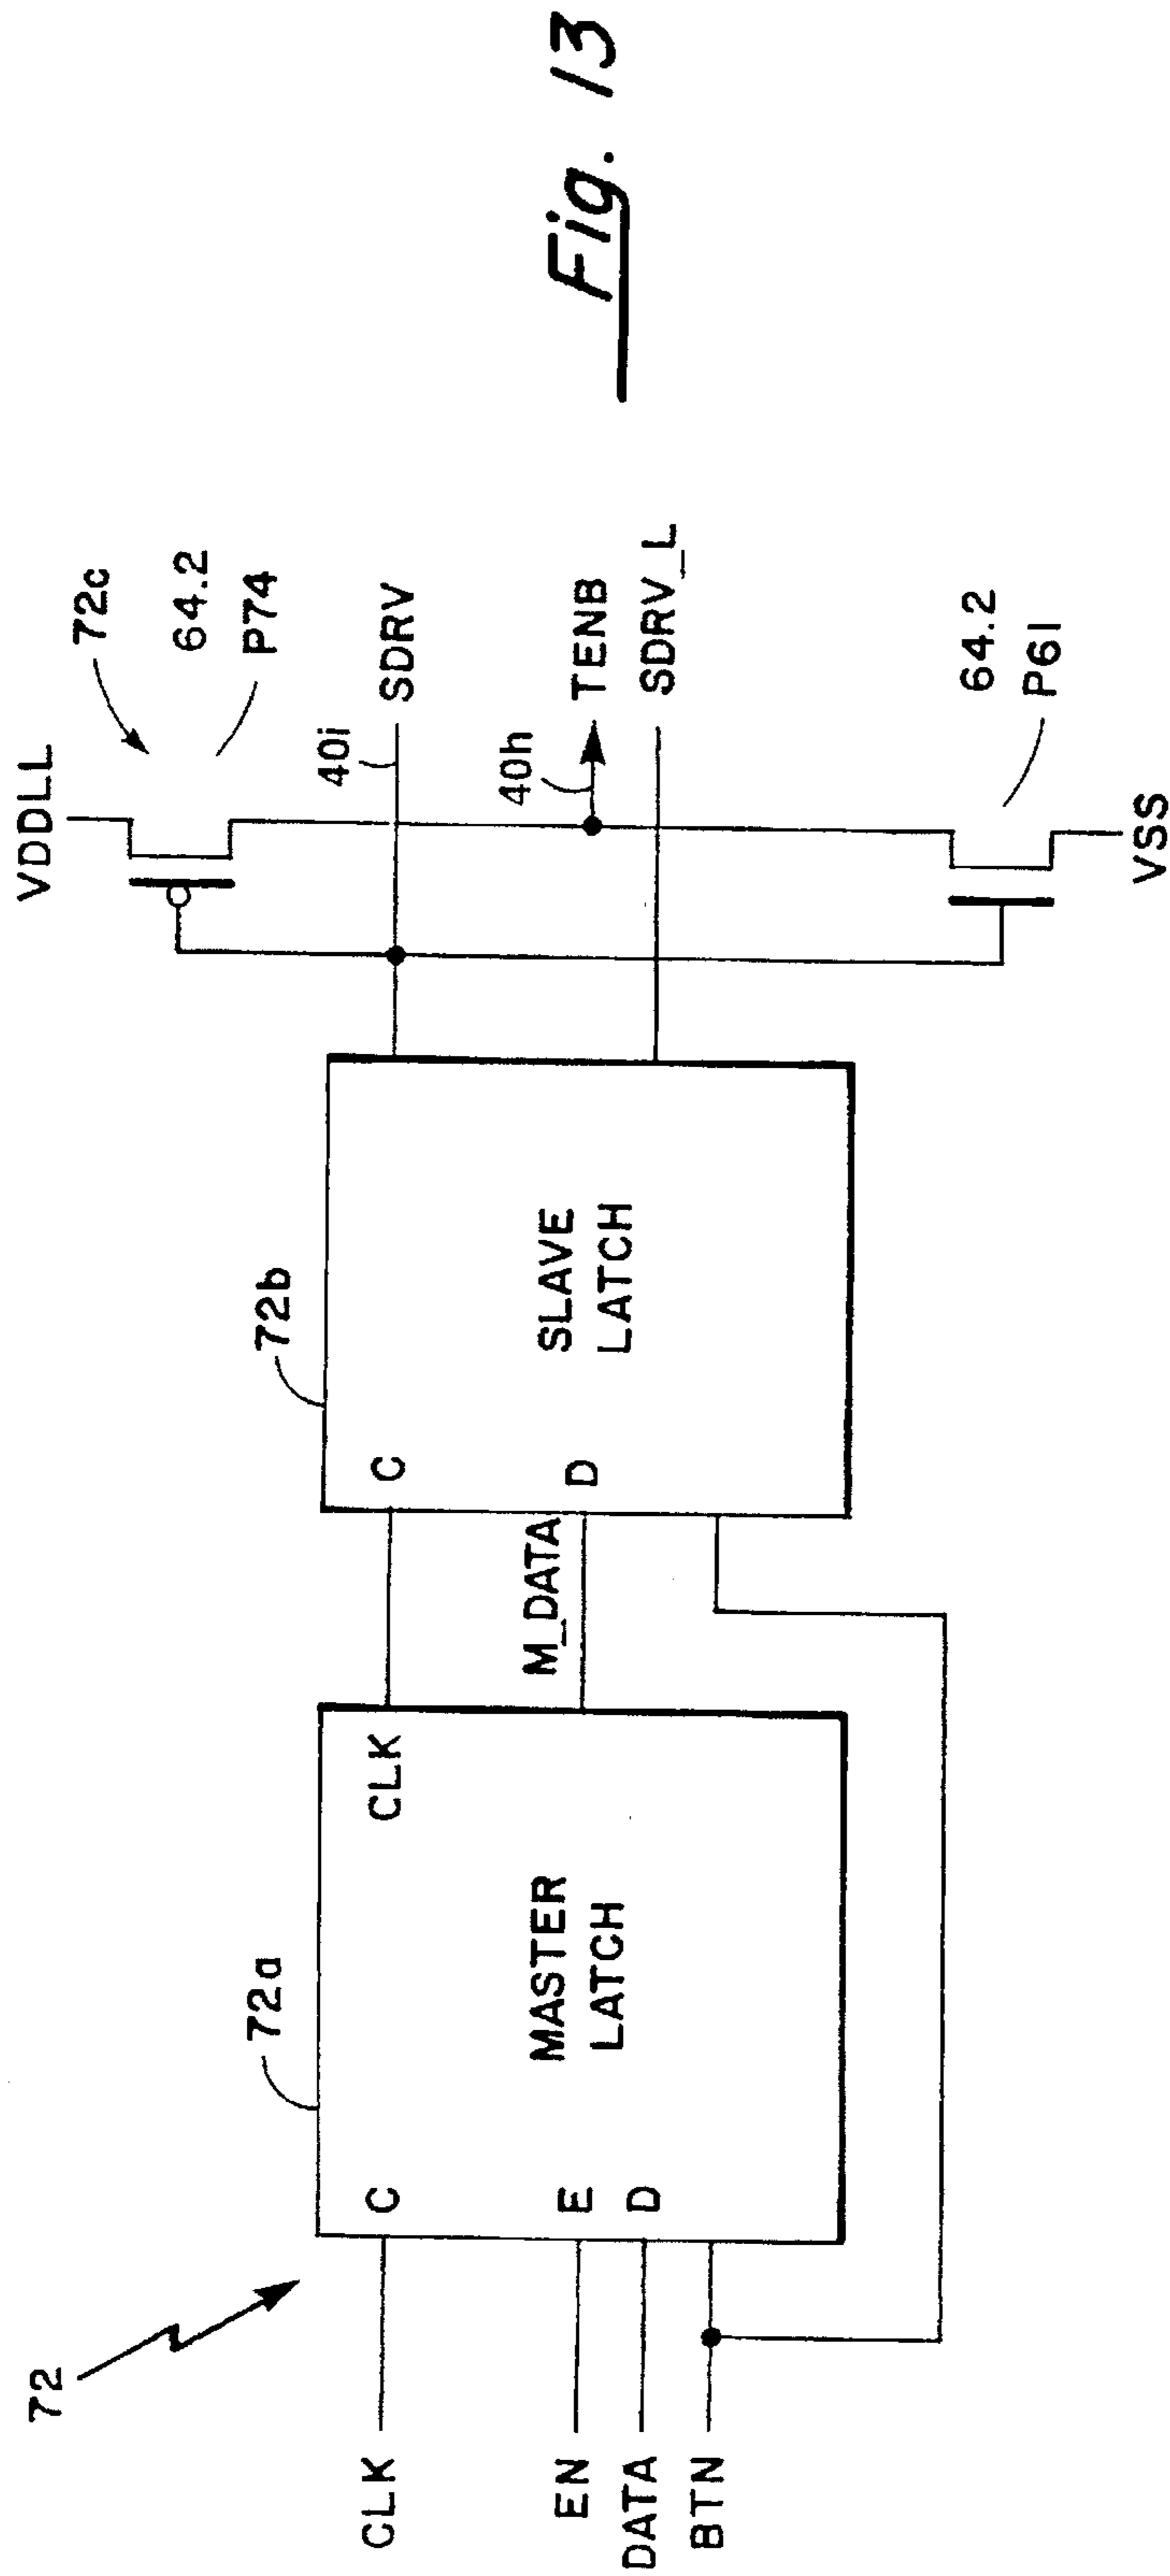 Fig. 13
72
72a
72b
72c
VDDLL
64.2
P74
CLK
C
CLK
C
40i
SDRV
EN
E
MASTER
LATCH
M_DATA
D
SLAVE
LATCH
40h
TENB
DATA
D
SDRV_L
BTN
64.2
P61
VSS